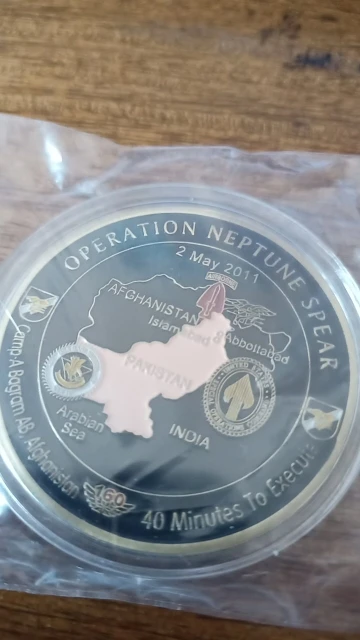 OPERATION NEPTUNE SPEAR
2 May 2011
AFGHANISTAN
Islamabad
Abbottabad
PAKISTAN
Arabian
Sea
INDIA
Camp-A Bagram AB, Afghanistan
160
40 Minutes To Execute